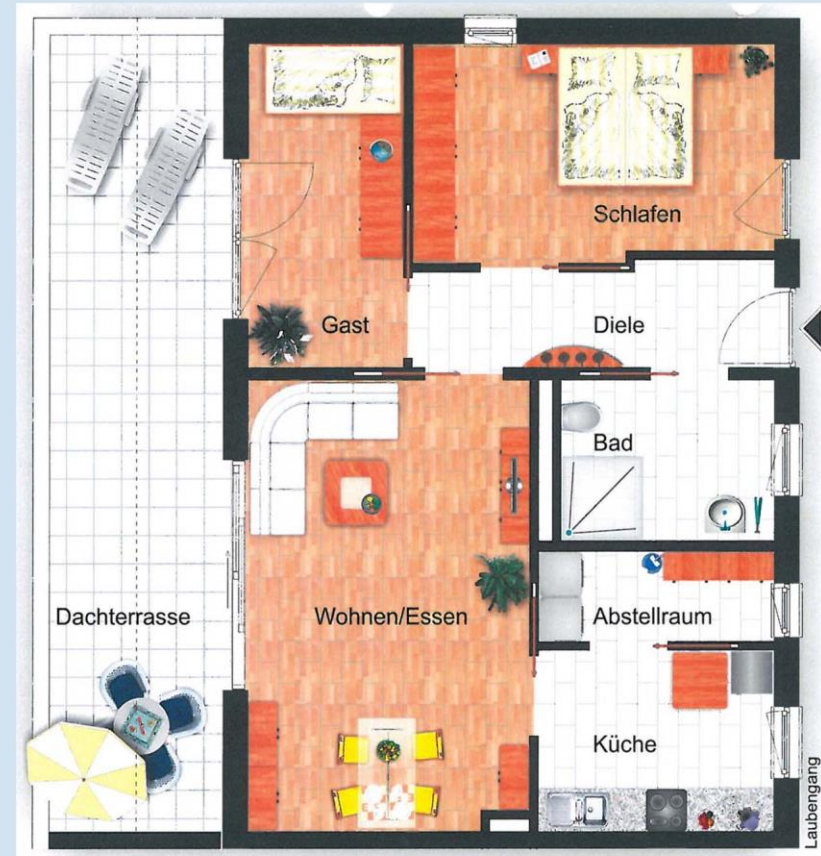 Schlafen
Gast
Diele
Bad
Dachterrasse
Wohnen/Essen
Abstellraum
Küche
Laubengang